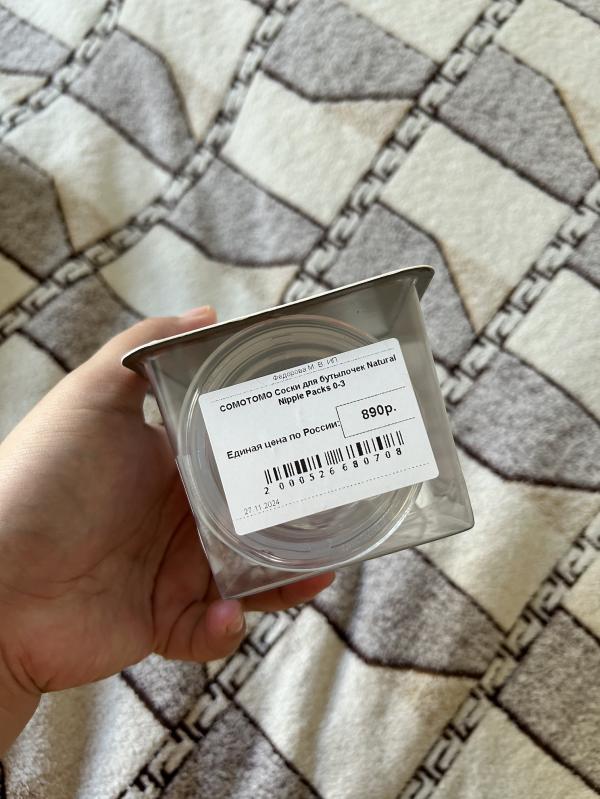 Федорова М. В. ИП
COMOTOMO Соски для бутылочек Natural
Nipple Packs 0-3
Единая цена по России:
890р.
2 000526 680708
27.11.2024